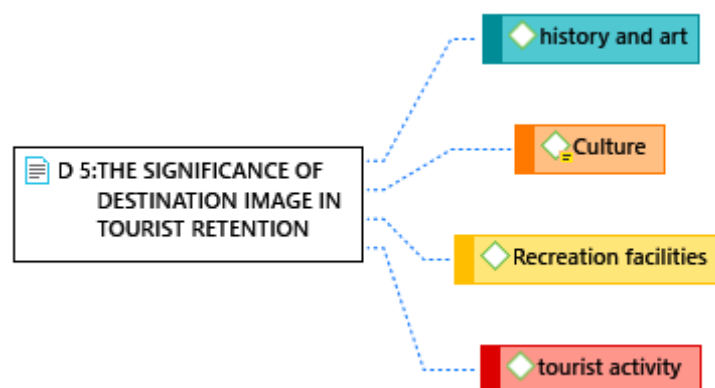 history and art
Culture
D 5:THE SIGNIFICANCE OF
DESTINATION IMAGE IN
TOURIST RETENTION
Recreation facilities
tourist activity